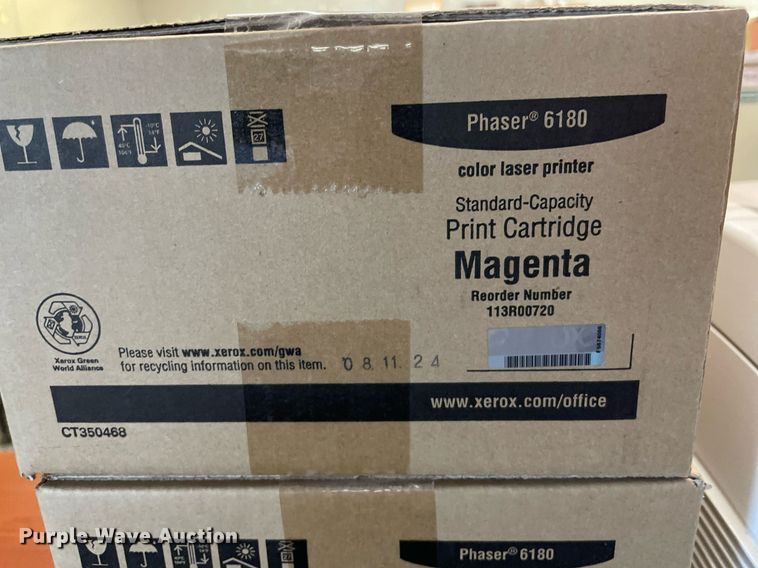 Phaser® 6180
color laser printer
Standard-Capacity
Print Cartridge
Magenta
Reorder Number
113R00720
27
Xerox Green
World Alliance
Please visit www.xerox.com/gwa
for recycling information on this item.
08.11.24
www.xerox.com/office
CT350468
Phaser® 6180
Purple Wave Auction